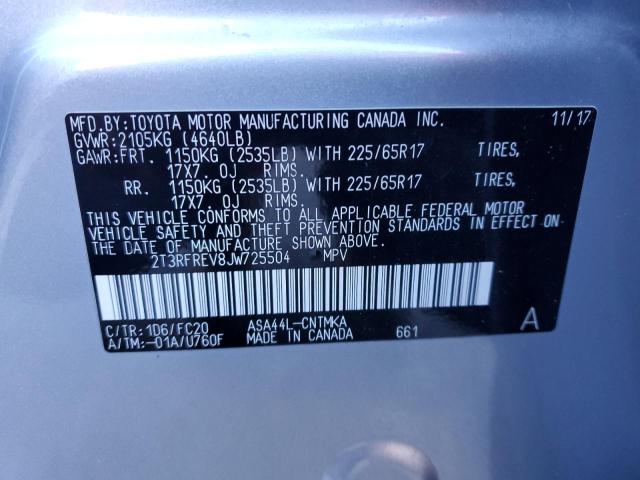 MFD.BY:TOYOTA MOTOR MANUFACTURING CANADA INC. 11/17
GVWR:2105KG (4640LB)
GAWR:FRT. 1150KG (2535LB) WITH 225/65R17 TIRES,
17X7.0J RIMS.
RR. 1150KG (2535LB) WITH 225/65R17 TIRES,
17X7.0J RIMS.
THIS VEHICLE CONFORMS TO ALL APPLICABLE FEDERAL MOTOR
VEHICLE SAFETY AND THEFT PREVENTION STANDARDS IN EFFECT ON
THE DATE OF MANUFACTURE SHOWN ABOVE.
2T3RFREV8JW725504 MPV
C/TR:1D6/FC20 ASA44L-CNTMKA 661 A
A/TM:-01A/U760F MADE IN CANADA